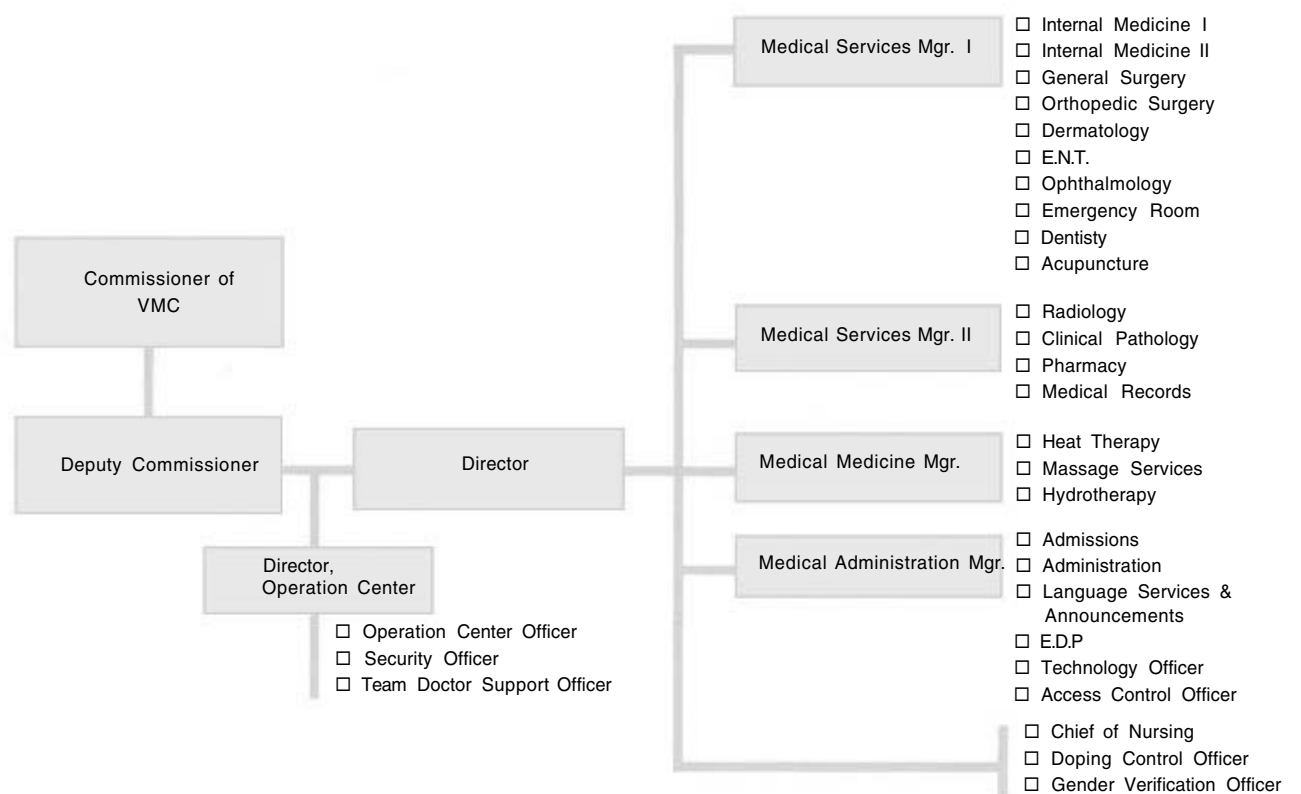 Commissioner of
VMC
Deputy Commissioner
Director
Director,
Operation Center
☐ Operation Center Officer
☐ Security Officer
☐ Team Doctor Support Officer
Medical Services Mgr. I
☐ Internal Medicine I
☐ Internal Medicine II
☐ General Surgery
☐ Orthopedic Surgery
☐ Dermatology
☐ E.N.T.
☐ Ophthalmology
☐ Emergency Room
☐ Dentisty
☐ Acupuncture
Medical Services Mgr. II
☐ Radiology
☐ Clinical Pathology
☐ Pharmacy
☐ Medical Records
Medical Medicine Mgr.
☐ Heat Therapy
☐ Massage Services
☐ Hydrotherapy
Medical Administration Mgr.
☐ Admissions
☐ Administration
☐ Language Services &
Announcements
☐ E.D.P
☐ Technology Officer
☐ Access Control Officer
☐ Chief of Nursing
☐ Doping Control Officer
☐ Gender Verification Officer